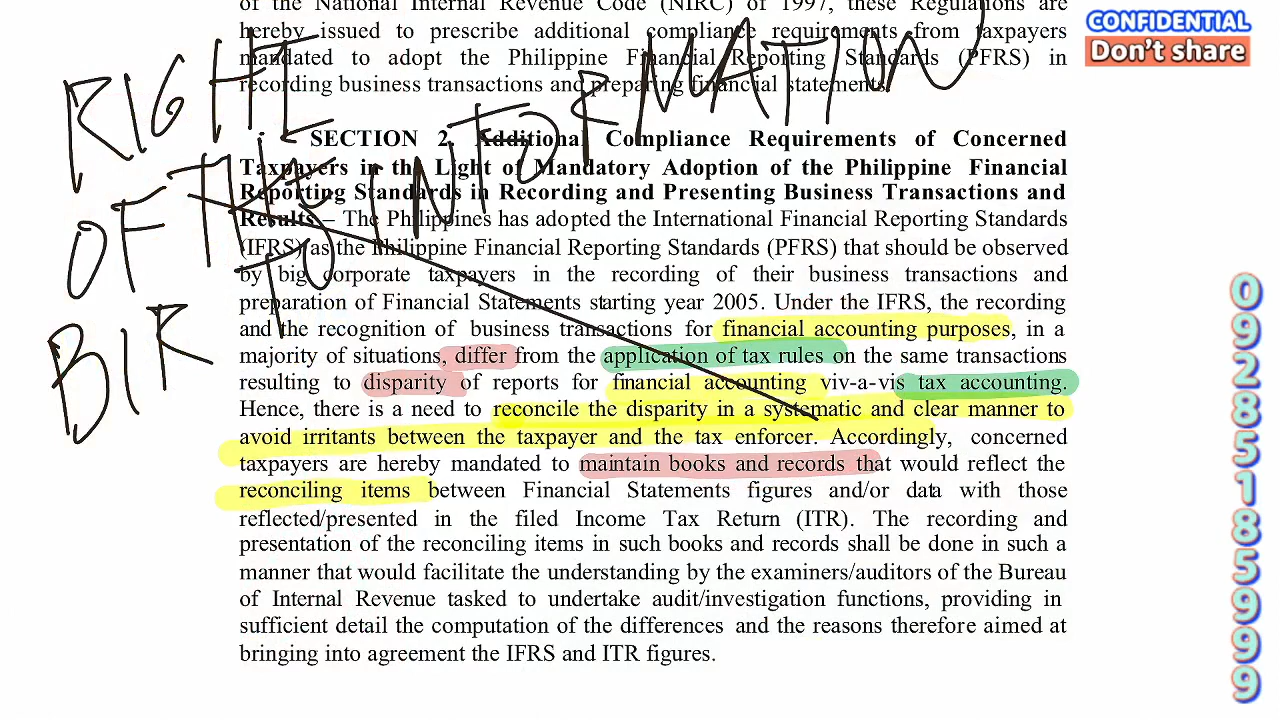 of the National Internal Revenue Code (NIRC) of 1997, these Regulations are
hereby issued to prescribe additional compliance requirements from taxpayers
mandated to adopt the Philippine Financial Reporting Standards (PFRS) in
recording business transactions and preparing financial statements.
SECTION 2. Additional Compliance Requirements of Concerned
Taxpayers in the Light of Mandatory Adoption of the Philippine Financial
Reporting Standards in Recording and Presenting Business Transactions and
Results. – The Philippines has adopted the International Financial Reporting Standards
(IFRS) as the Philippine Financial Reporting Standards (PFRS) that should be observed
by big corporate taxpayers in the recording of their business transactions and
preparation of Financial Statements starting year 2005. Under the IFRS, the recording
and the recognition of business transactions for financial accounting purposes, in a
majority of situations, differ from the application of tax rules on the same transactions
resulting to disparity of reports for financial accounting viv-a-vis tax accounting.
Hence, there is a need to reconcile the disparity in a systematic and clear manner to
avoid irritants between the taxpayer and the tax enforcer. Accordingly, concerned
taxpayers are hereby mandated to maintain books and records that would reflect the
reconciling items between Financial Statements figures and/or data with those
reflected/presented in the filed Income Tax Return (ITR). The recording and
presentation of the reconciling items in such books and records shall be done in such a
manner that would facilitate the understanding by the examiners/auditors of the Bureau
of Internal Revenue tasked to undertake audit/investigation functions, providing in
sufficient detail the computation of the differences and the reasons therefore aimed at
bringing into agreement the IFRS and ITR figures.
RIGHT
OF THE
BIR
TO
INFORMATION
CONFIDENTIAL
Don't share
09285185999